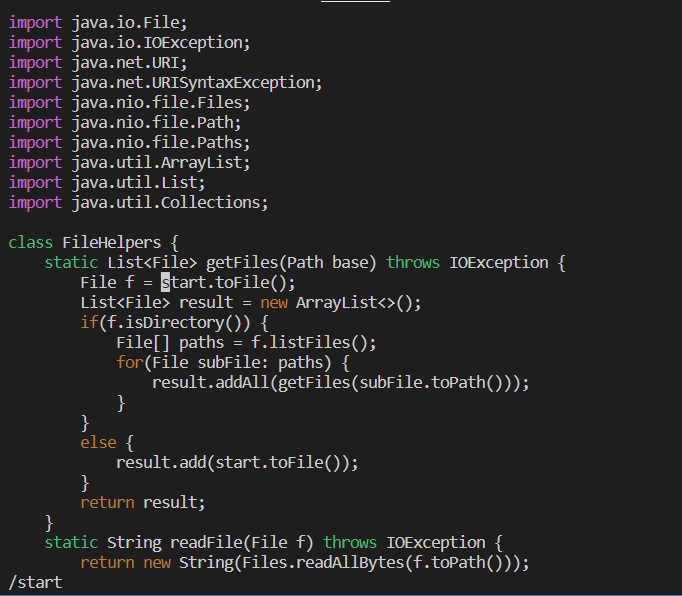 import java.io.File;
import java.io.IOException;
import java.net.URI;
import java.net.URISyntaxException;
import java.nio.file.Files;
import java.nio.file.Path;
import java.nio.file.Paths;
import java.util.ArrayList;
import java.util.List;
import java.util.Collections;

class FileHelpers {
    static List<File> getFiles(Path base) throws IOException {
        File f = start.toFile();
        List<File> result = new ArrayList<>();
        if(f.isDirectory()) {
            File[] paths = f.listFiles();
            for(File subFile: paths) {
                result.addAll(getFiles(subFile.toPath()));
            }
        }
        else {
            result.add(start.toFile());
        }
        return result;
    }
    static String readFile(File f) throws IOException {
        return new String(Files.readAllBytes(f.toPath()));
/start